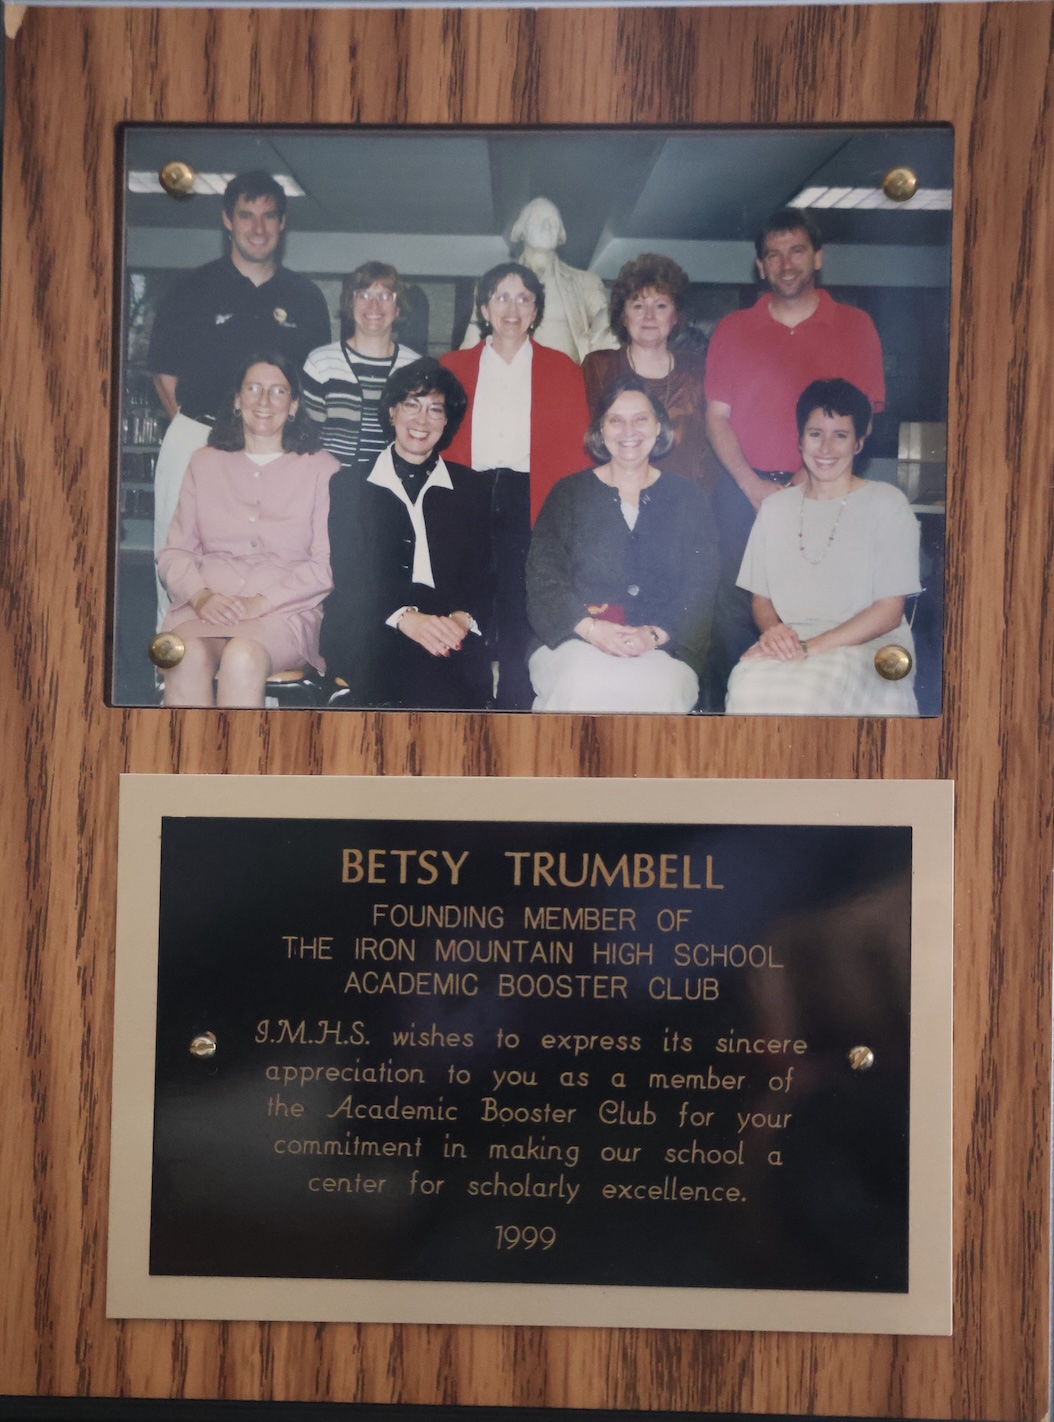 BETSY TRUMBELL
FOUNDING MEMBER OF
THE IRON MOUNTAIN HIGH SCHOOL
ACADEMIC BOOSTER CLUB
I.M.H.S. wishes to express its sincere
appreciation to you as a member of
the Academic Booster Club for your
commitment in making our school a
center for scholarly excellence.
1999